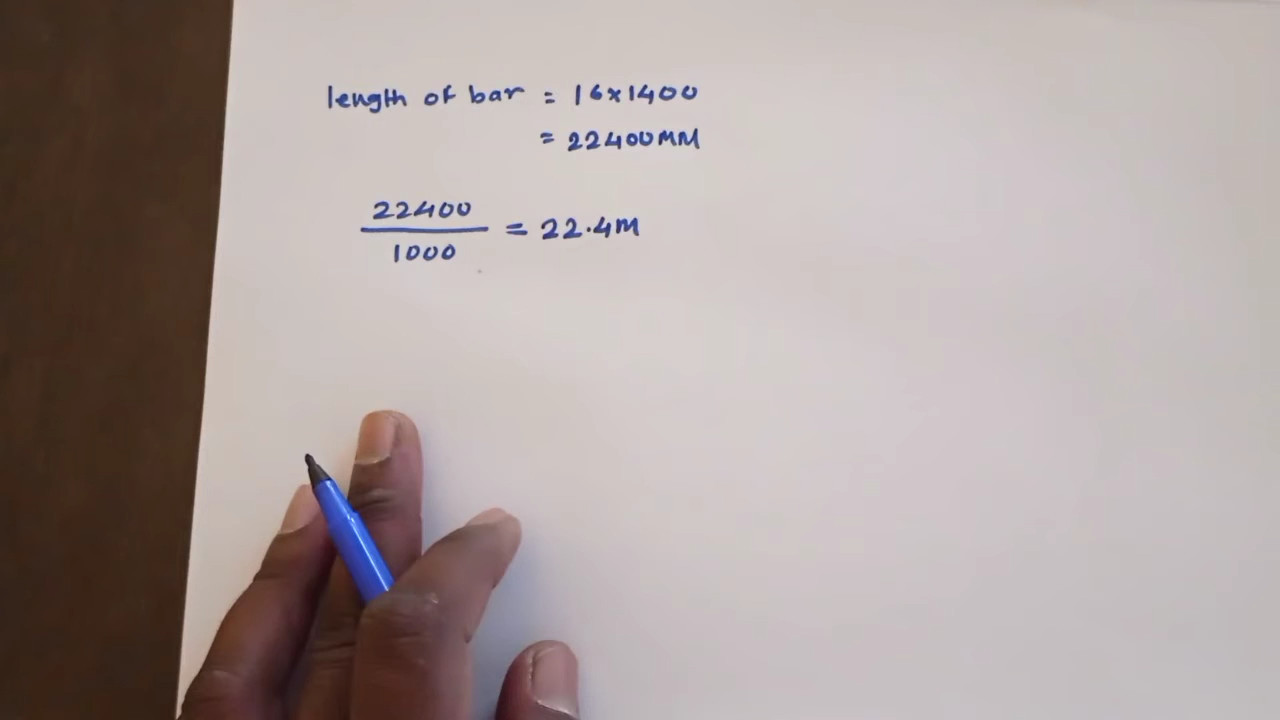 length of bar = 16x1400
= 22400MM
22400
1000
= 22.4M